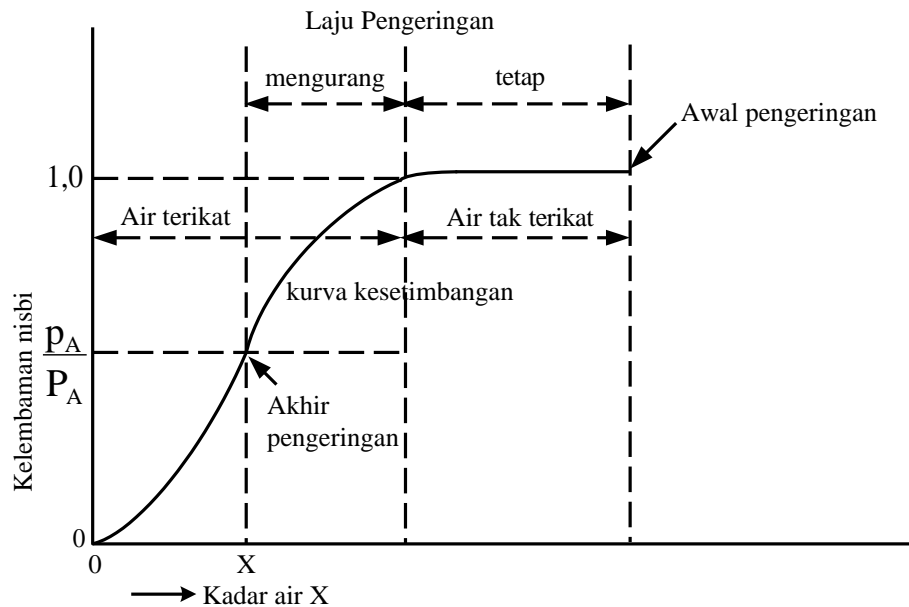 Laju Pengeringan
mengurang
tetap
Awal pengeringan
1,0
Air terikat
Air tak terikat
kurva kesetimbangan
Kelembaman nisbi
p_A
P_A
Akhir
pengeringan
0
0
X
Kadar air X